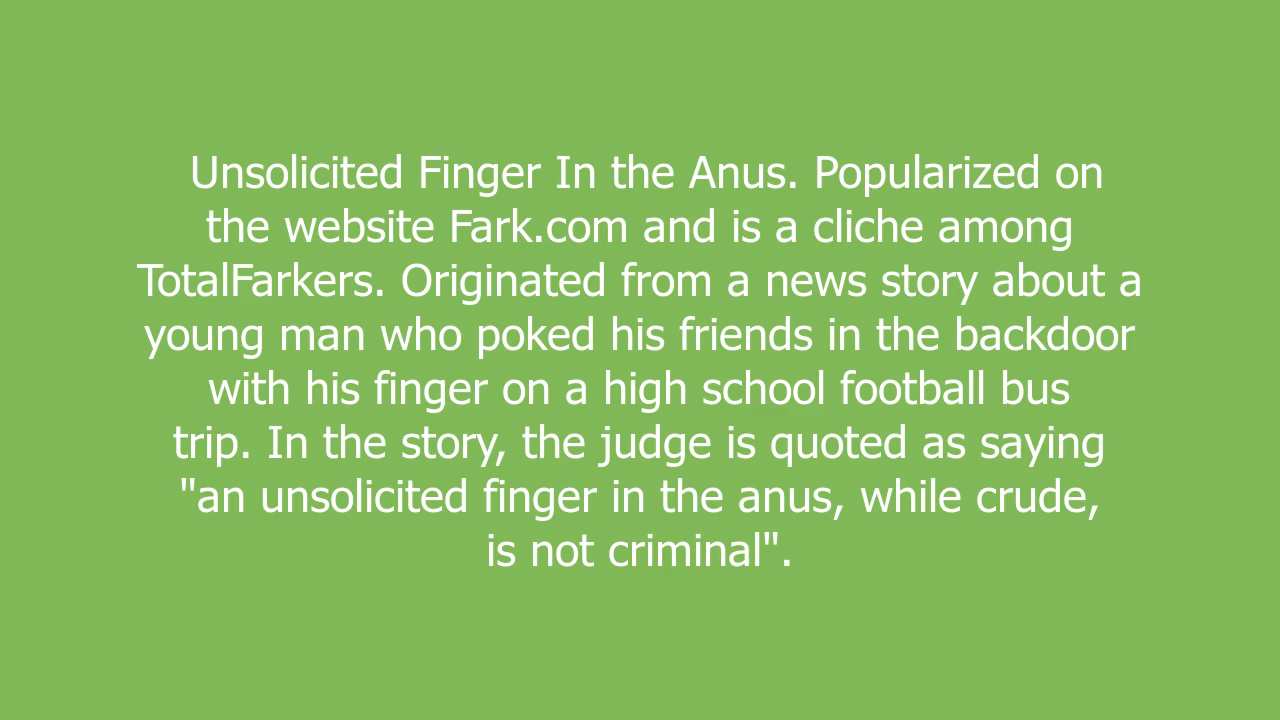 Unsolicited Finger In the Anus. Popularized on
the website Fark.com and is a cliche among
TotalFarkers. Originated from a news story about a
young man who poked his friends in the backdoor
with his finger on a high school football bus
trip. In the story, the judge is quoted as saying
"an unsolicited finger in the anus, while crude,
is not criminal".